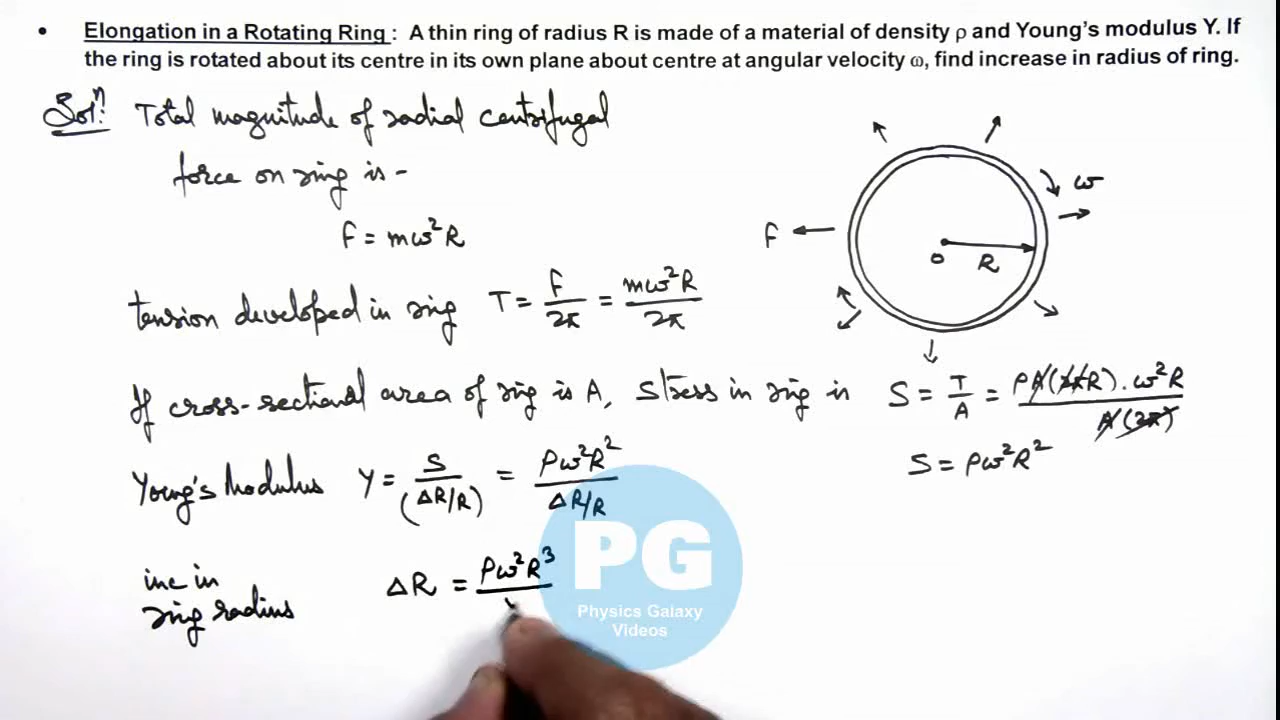 • Elongation in a Rotating Ring : A thin ring of radius R is made of a material of density ρ and Young's modulus Y. If
the ring is rotated about its centre in its own plane about centre at angular velocity ω, find increase in radius of ring.
Solⁿ: Total magnitude of radial centrifugal
force on ring is -
F = mω²R
tension developed in ring T = F/2π = mω²R/2π
If cross-sectional area of ring is A, Stress in ring is S = T/A = ρA(2πR).ω²R/A(2π)
S = ρω²R²
Young's Modulus Y = S/(ΔR/R) = ρω²R²/ΔR/R
inc in
ring radius ΔR = ρω²R³/
F
ω
O
R
PG
Physics Galaxy
Videos